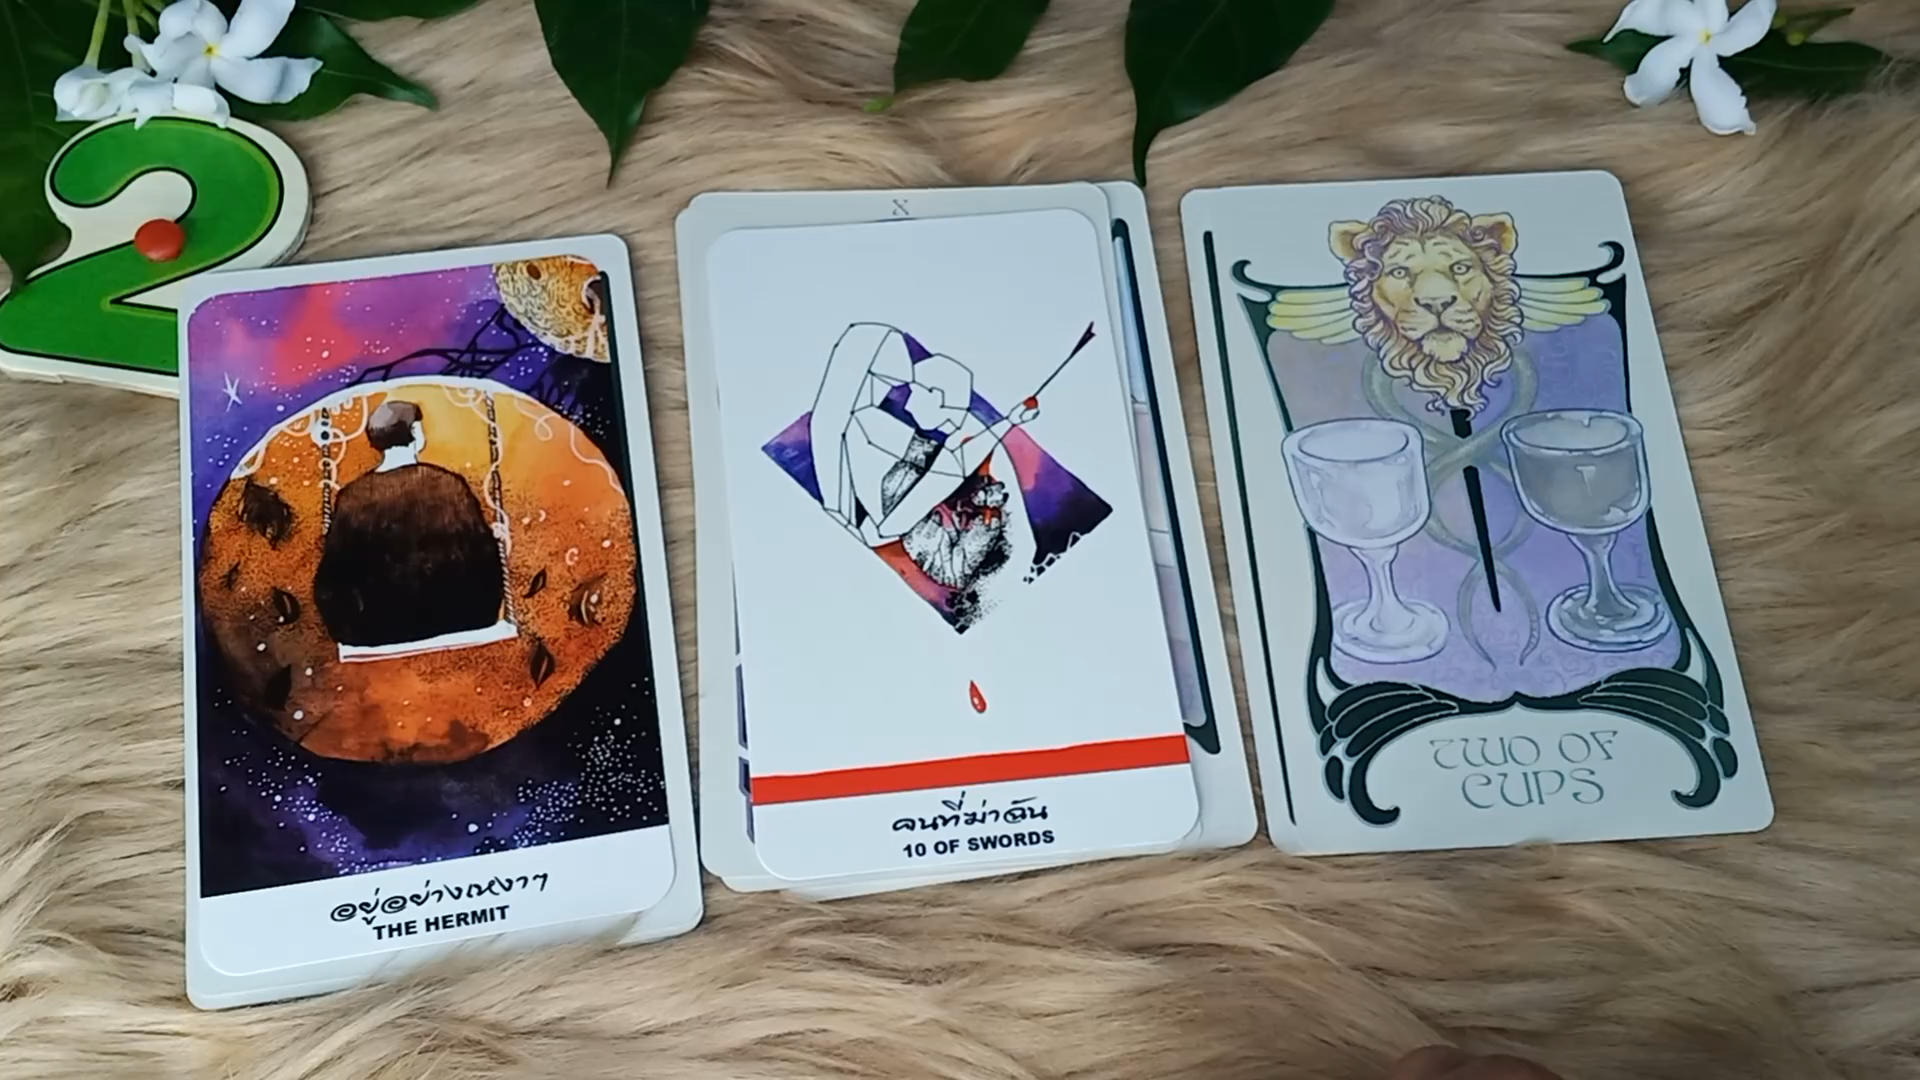 2
อยู่อย่างเหงาๆ
THE HERMIT
X
คนที่ฆ่าฉัน
10 OF SWORDS
TWO OF
CUPS